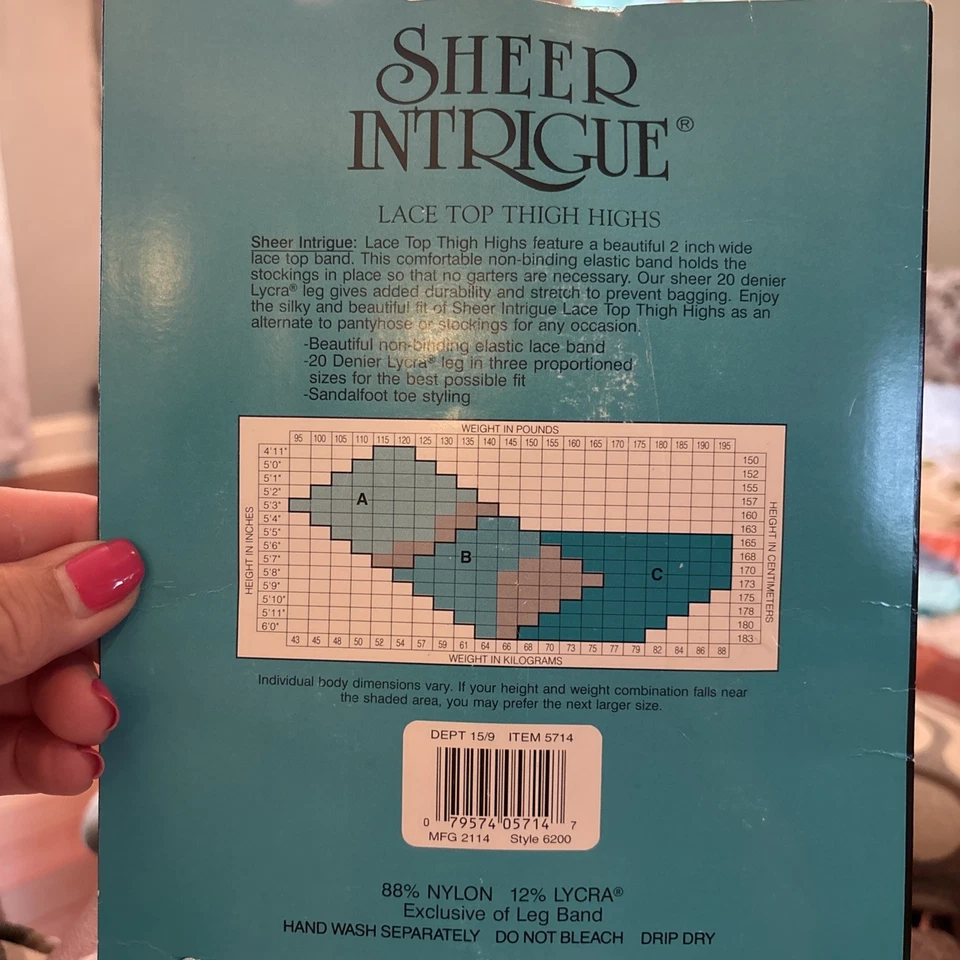 SHEER
INTRIGUE®
LACE TOP THIGH HIGHS
Sheer Intrigue: Lace Top Thigh Highs feature a beautiful 2 inch wide
lace top band. This comfortable non-binding elastic band holds the
stockings in place so that no garters are necessary. Our sheer 20 denier
Lycra® leg gives added durability and stretch to prevent bagging. Enjoy
the silky and beautiful fit of Sheer Intrigue Lace Top Thigh Highs as an
alternate to pantyhose or stockings for any occasion.
-Beautiful non-binding elastic lace band
-20 Denier Lycra® leg in three proportioned
sizes for the best possible fit
-Sandalfoot toe styling
WEIGHT IN POUNDS
95 100 105 110 115 120 125 130 135 140 145 150 155 160 165 170 175 180 185 190 195
4'11"
5'0"
5'1"
5'2"
5'3"
5'4"
5'5"
5'6"
5'7"
5'8"
5'9"
5'10"
5'11"
6'0"
HEIGHT IN INCHES
A
B
C
150
152
155
157
160
163
165
168
170
173
175
178
180
183
HEIGHT IN CENTIMETERS
43 45 48 50 52 54 57 59 61 64 66 68 70 73 75 77 79 82 84 86 88
WEIGHT IN KILOGRAMS
Individual body dimensions vary. If your height and weight combination falls near
the shaded area, you may prefer the next larger size.
DEPT 15/9 ITEM 5714
0 79574 05714 7
MFG 2114 Style 6200
88% NYLON 12% LYCRA®
Exclusive of Leg Band
HAND WASH SEPARATELY DO NOT BLEACH DRIP DRY